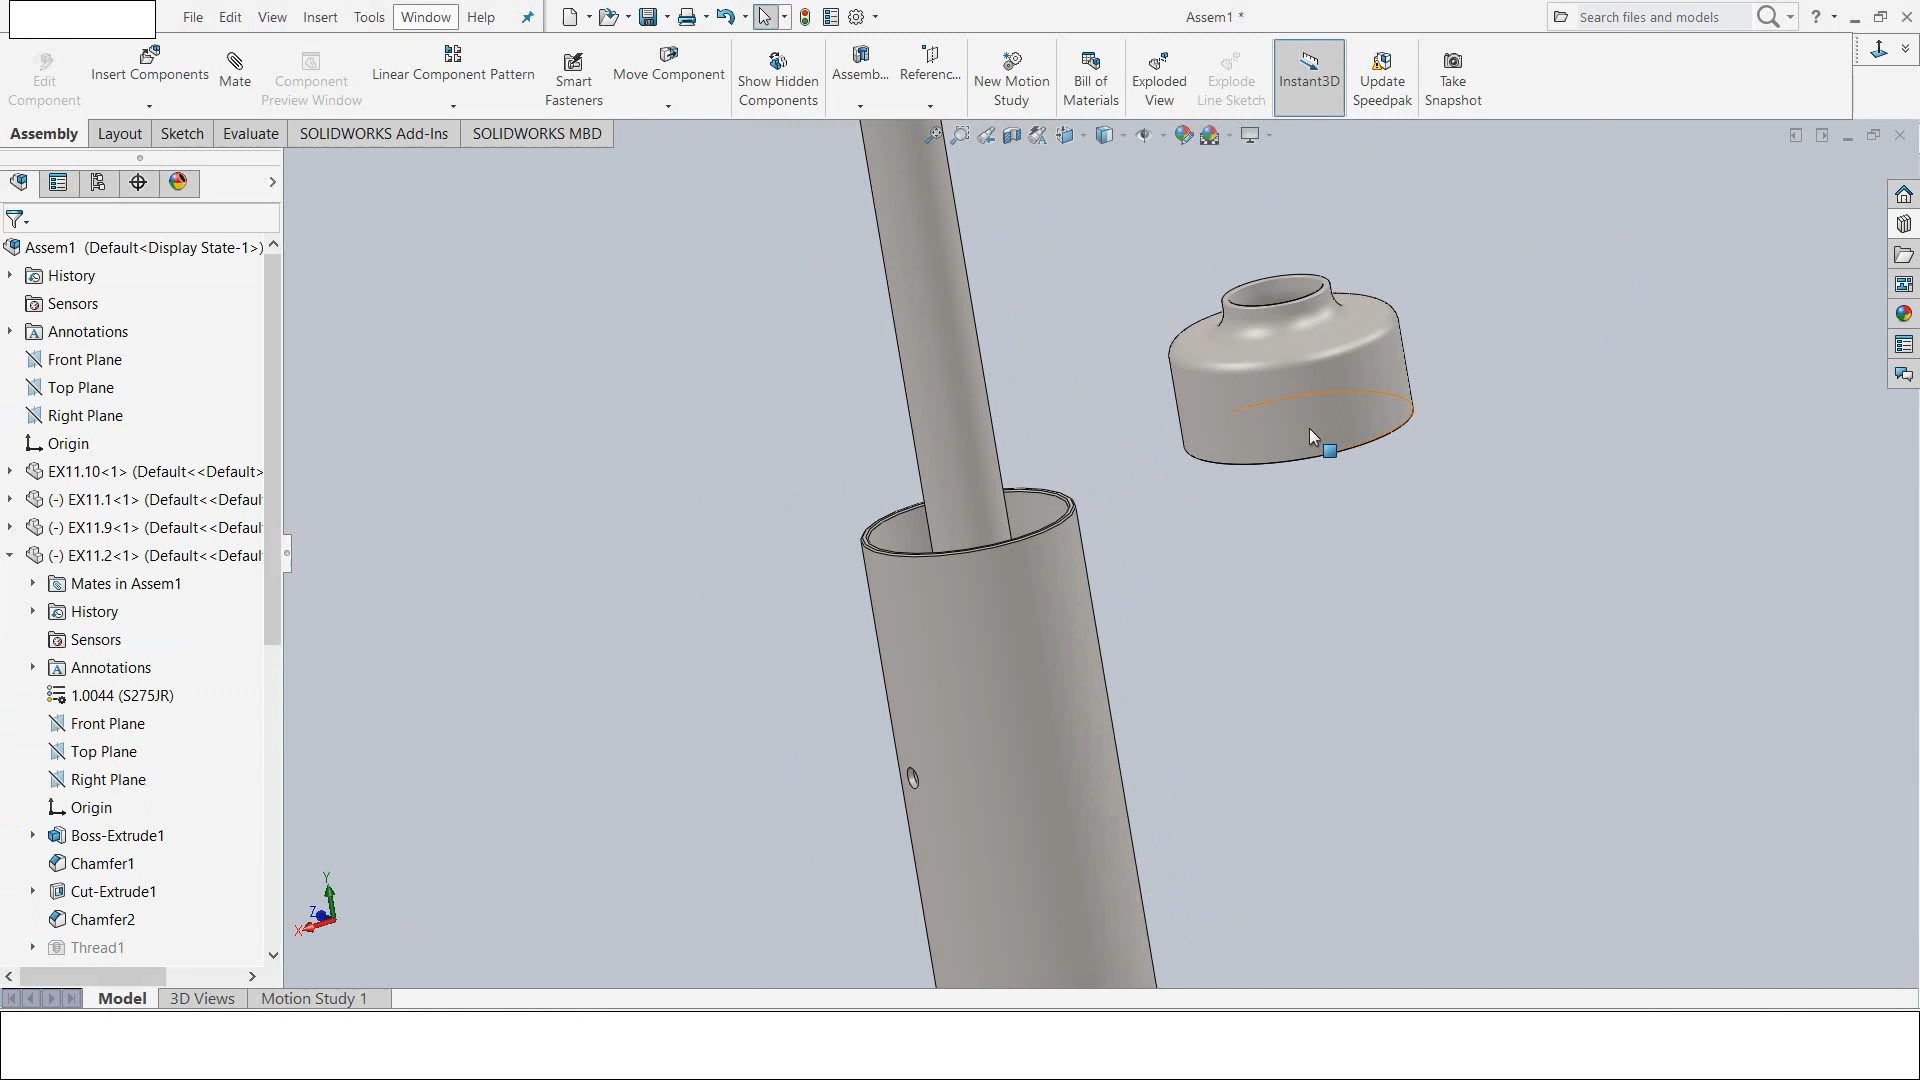 File Edit View Insert Tools Window Help
Assem1 *
Search files and models
?
Edit Component
Insert Components
Mate
Component Preview Window
Linear Component Pattern
Smart Fasteners
Move Component
Show Hidden Components
Assemb...
Referenc...
New Motion Study
Bill of Materials
Exploded View
Explode Line Sketch
Instant3D
Update Speedpak
Take Snapshot
Assembly Layout Sketch Evaluate SOLIDWORKS Add-Ins SOLIDWORKS MBD
Assem1 (Default<Display State-1>)
History
Sensors
A Annotations
Front Plane
Top Plane
Right Plane
Origin
EX11.10<1> (Default<<Default>
(-) EX11.1<1> (Default<<Defaul
(-) EX11.9<1> (Default<<Defaul
(-) EX11.2<1> (Default<<Defaul
Mates in Assem1
History
Sensors
A Annotations
1.0044 (S275JR)
Front Plane
Top Plane
Right Plane
Origin
Boss-Extrude1
Chamfer1
Cut-Extrude1
Chamfer2
Thread1
Y
Z
X
Model 3D Views Motion Study 1